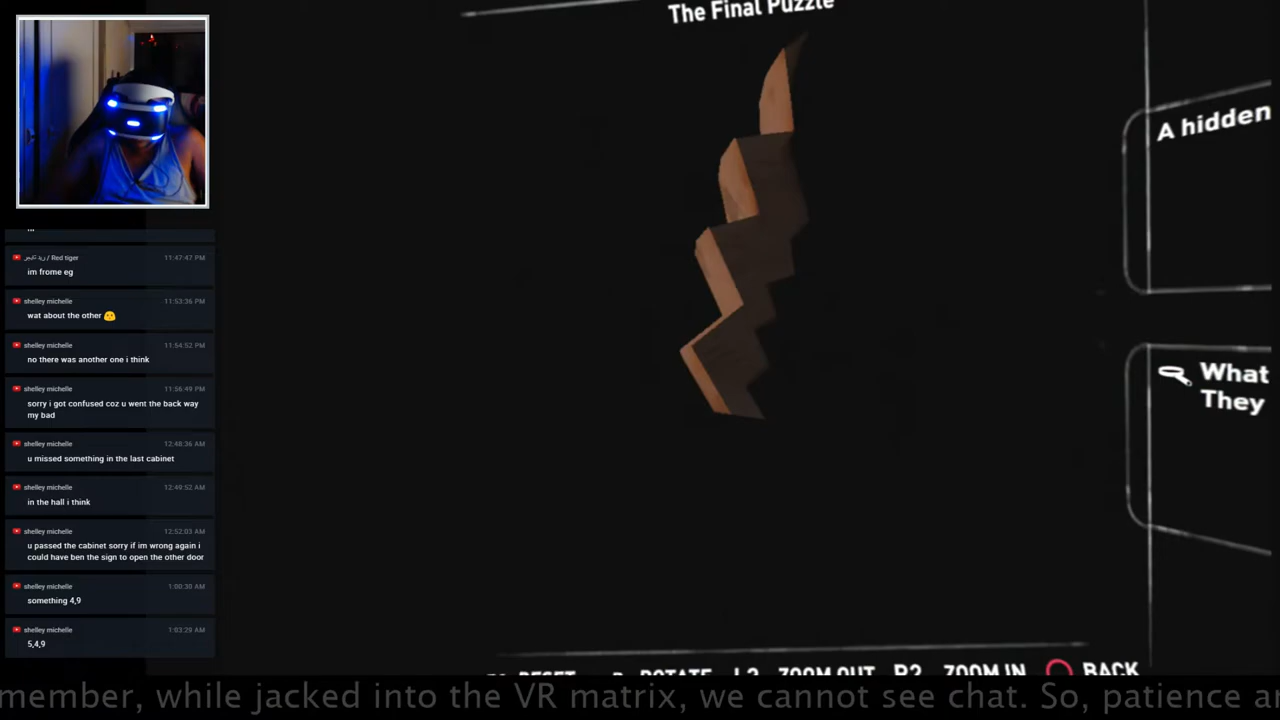 The Final Puzzle
A hidden
What
They
/ Red tiger 11:47:47 PM
im frome eg
shelley michelle 11:53:36 PM
wat about the other
shelley michelle 11:54:52 PM
no there was another one i think
shelley michelle 11:56:49 PM
sorry i got confused coz u went the back way
my bad
shelley michelle 12:48:36 AM
u missed something in the last cabinet
shelley michelle 12:49:52 AM
in the hall i think
shelley michelle 12:52:03 AM
u passed the cabinet sorry if im wrong again i
could have ben the sign to open the other door
shelley michelle 1:00:30 AM
something 4,9
shelley michelle 1:03:29 AM
5,4,9
RESET ROTATE L2 ZOOM OUT R2 ZOOM IN BACK
member, while jacked into the VR matrix, we cannot see chat. So, patience a